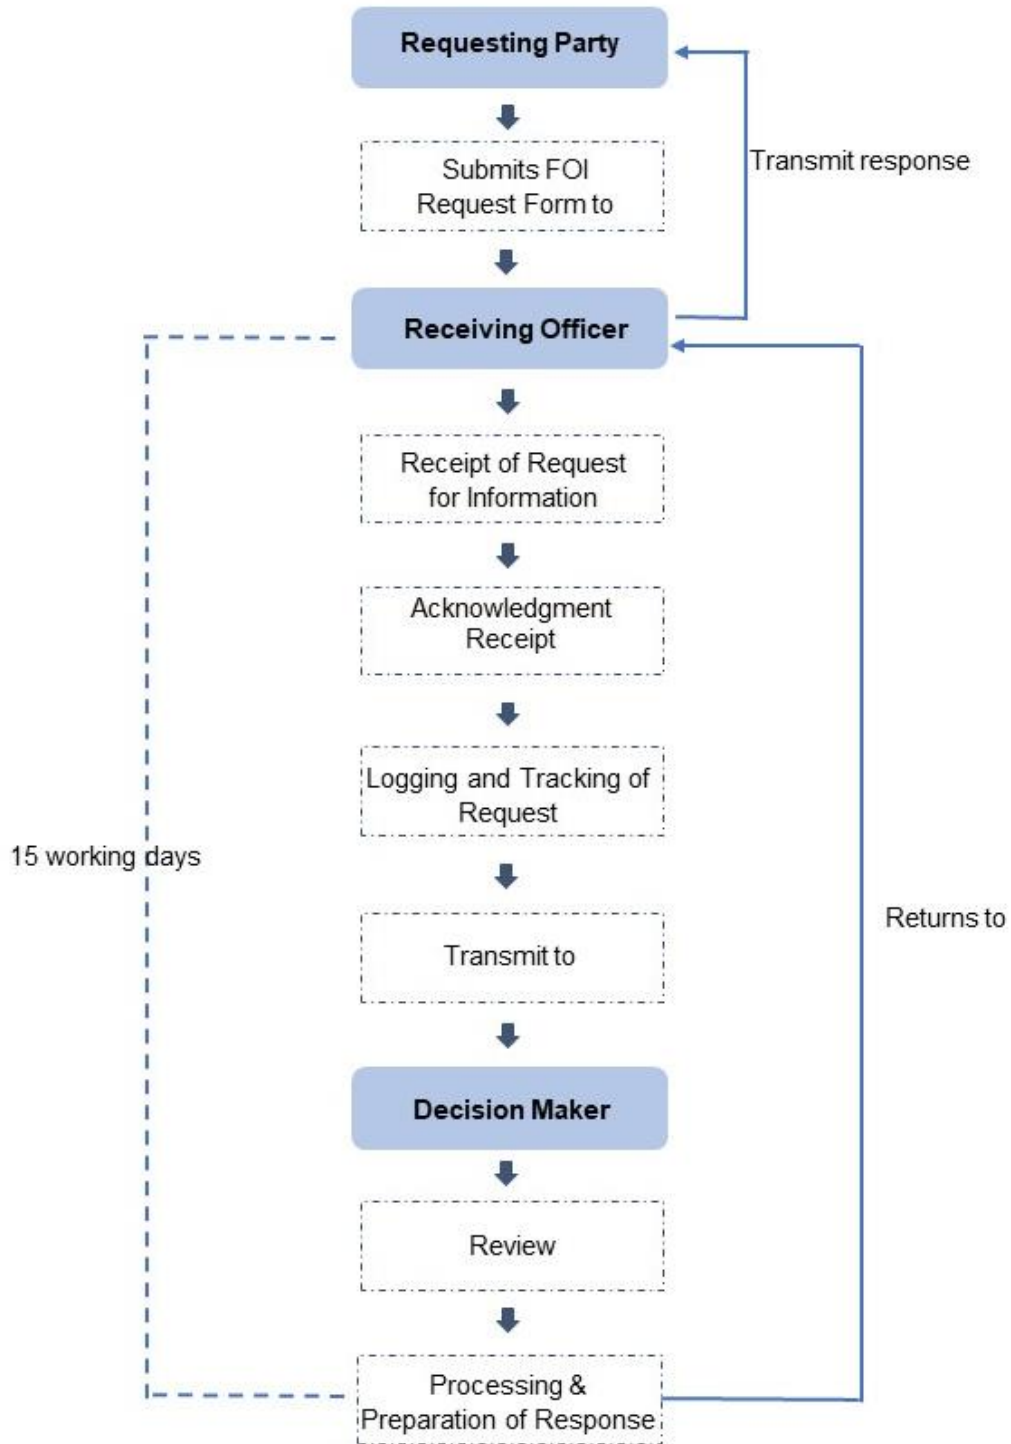 Requesting Party
Submits FOI
Request Form to
Transmit response
Receiving Officer
Receipt of Request
for Information
Acknowledgment
Receipt
Logging and Tracking of
Request
15 working days
Transmit to
Returns to
Decision Maker
Review
Processing &
Preparation of Response